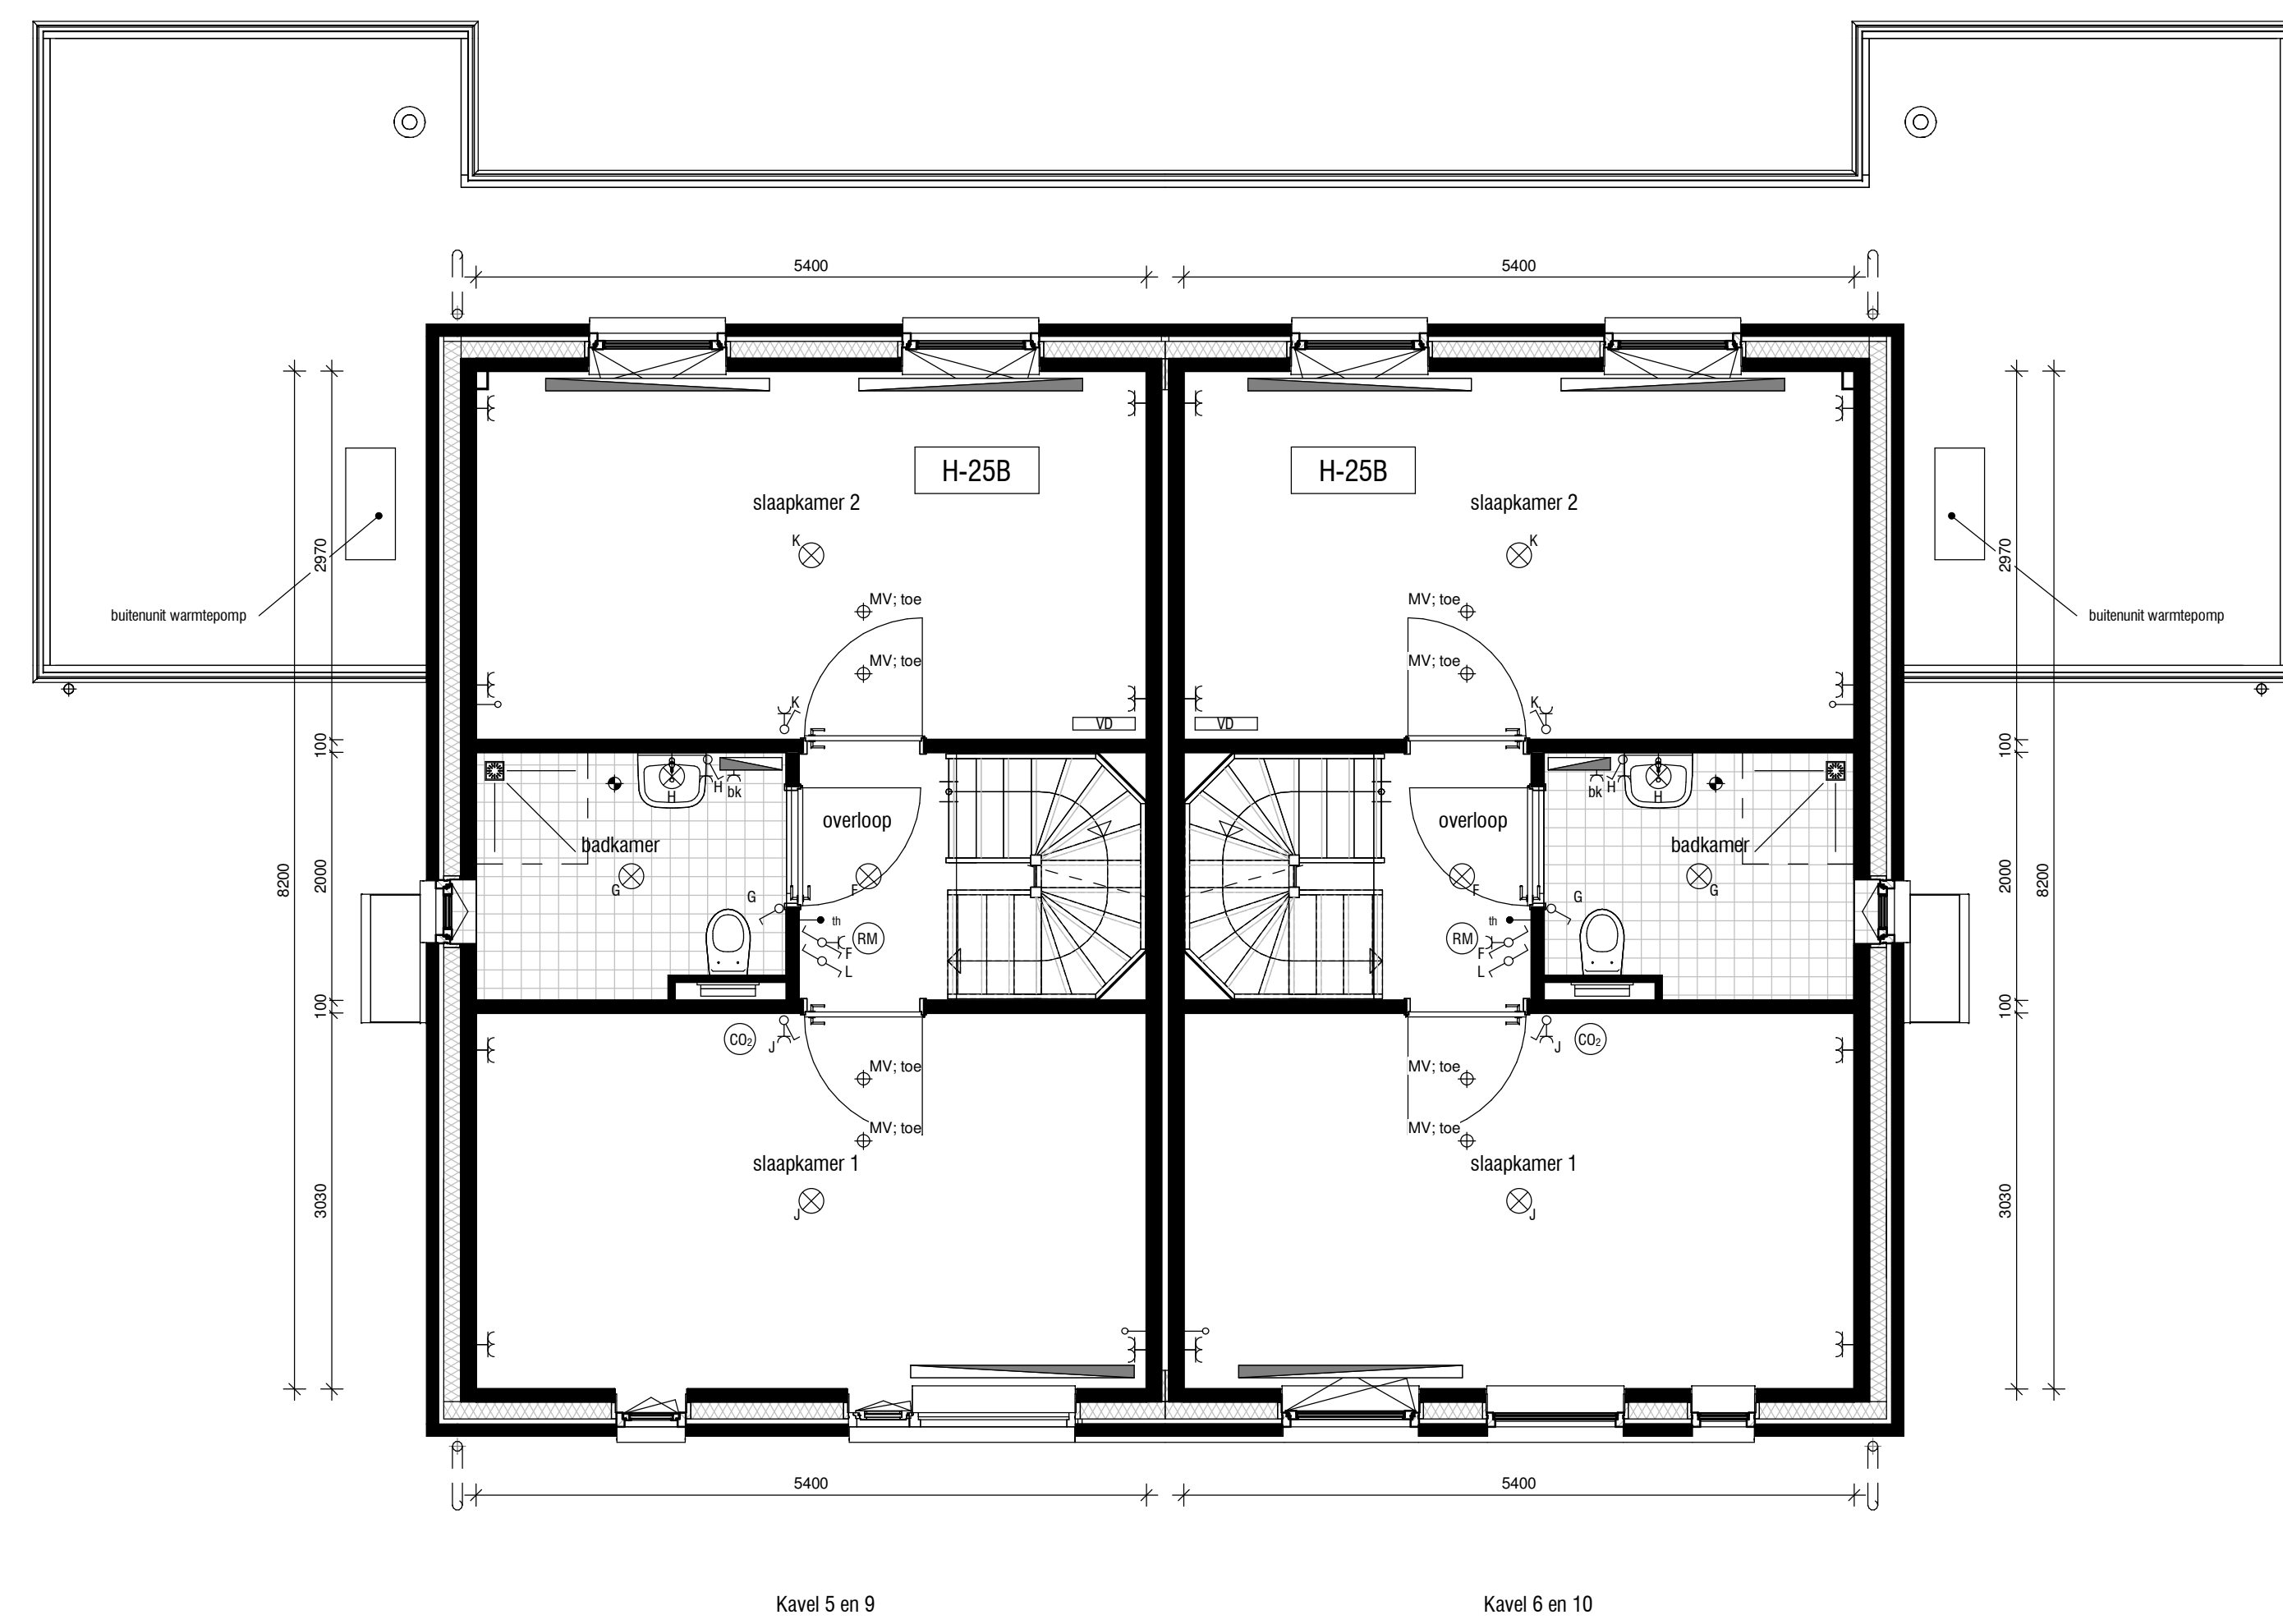 5400 5400
H-25B H-25B
slaapkamer 2 slaapkamer 2
K K
2970 2970
MV; toe MV; toe
buitenunit warmtepomp buitenunit warmtepomp
MV; toe MV; toe
K K
VD VD
100 100
H H bk bk H H
overloop overloop
badkamer badkamer
8200 2000 2000 8200
G F F G
G G
th th
RM RM
F F
L L
100 100
CO₂ J J CO₂
MV; toe MV; toe
MV; toe MV; toe
slaapkamer 1 slaapkamer 1
3030 3030
J J
5400 5400
Kavel 5 en 9 Kavel 6 en 10